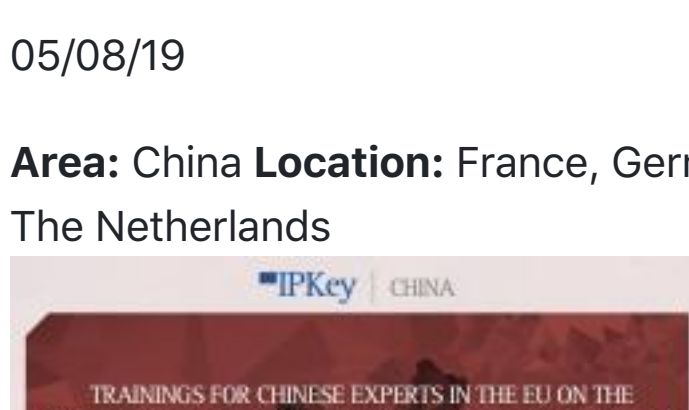 05/08/19
Area: China Location: France,
The Netherlands
IPKey | CHINA
TRAININGS FOR CHINESE EXPERTS IN THE EU ON THE